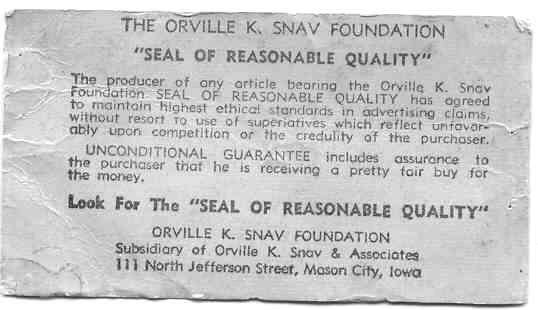 THE ORVILLE K. SNAV FOUNDATION
"SEAL OF REASONABLE QUALITY"
The producer of any article bearing the Orville K. Snav
Foundation SEAL OF REASONABLE QUALITY has agreed
to maintain highest ethical standards in advertising claims,
without resort to use of superlatives which reflect unfavor-
ably upon competition or the credulity of the purchaser.
UNCONDITIONAL GUARANTEE includes assurance to
the purchaser that he is receiving a pretty fair buy for
the money.
Look For The "SEAL OF REASONABLE QUALITY"
ORVILLE K. SNAV FOUNDATION
Subsidiary of Orville K. Snav & Associates
111 North Jefferson Street, Mason City, Iowa